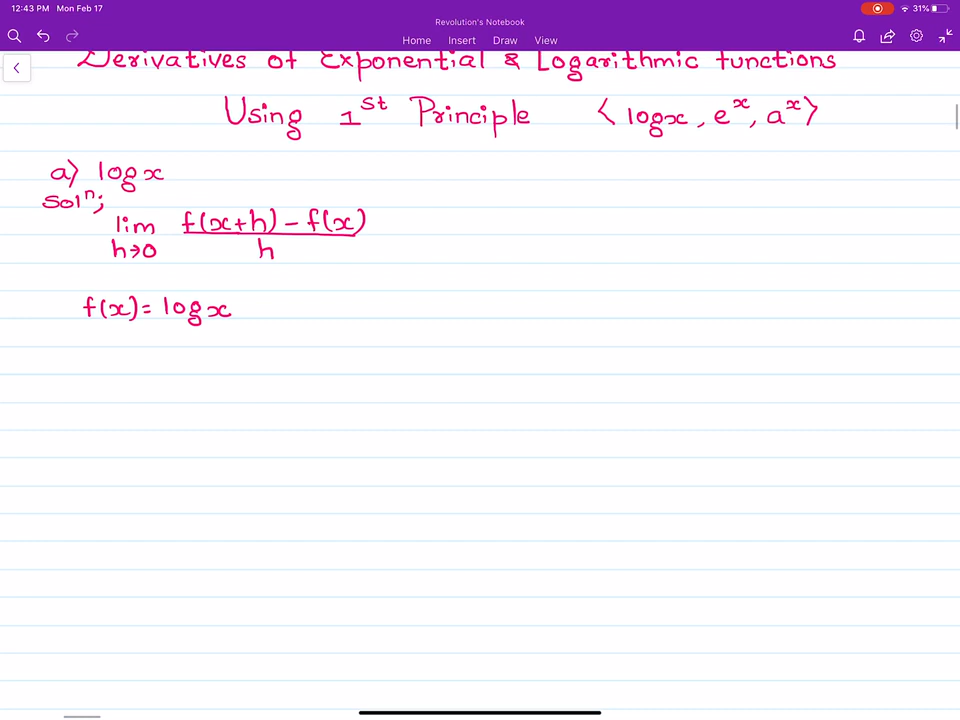 12:43 PM Mon Feb 17
31%
Revolution's Notebook
Home Insert Draw View
Derivatives of Exponential & Logarithmic functions
Using 1st Principle < logx, e^x, a^x >
a) log x
Soln;
lim f(x+h) - f(x)
h→0 h
f(x) = log x